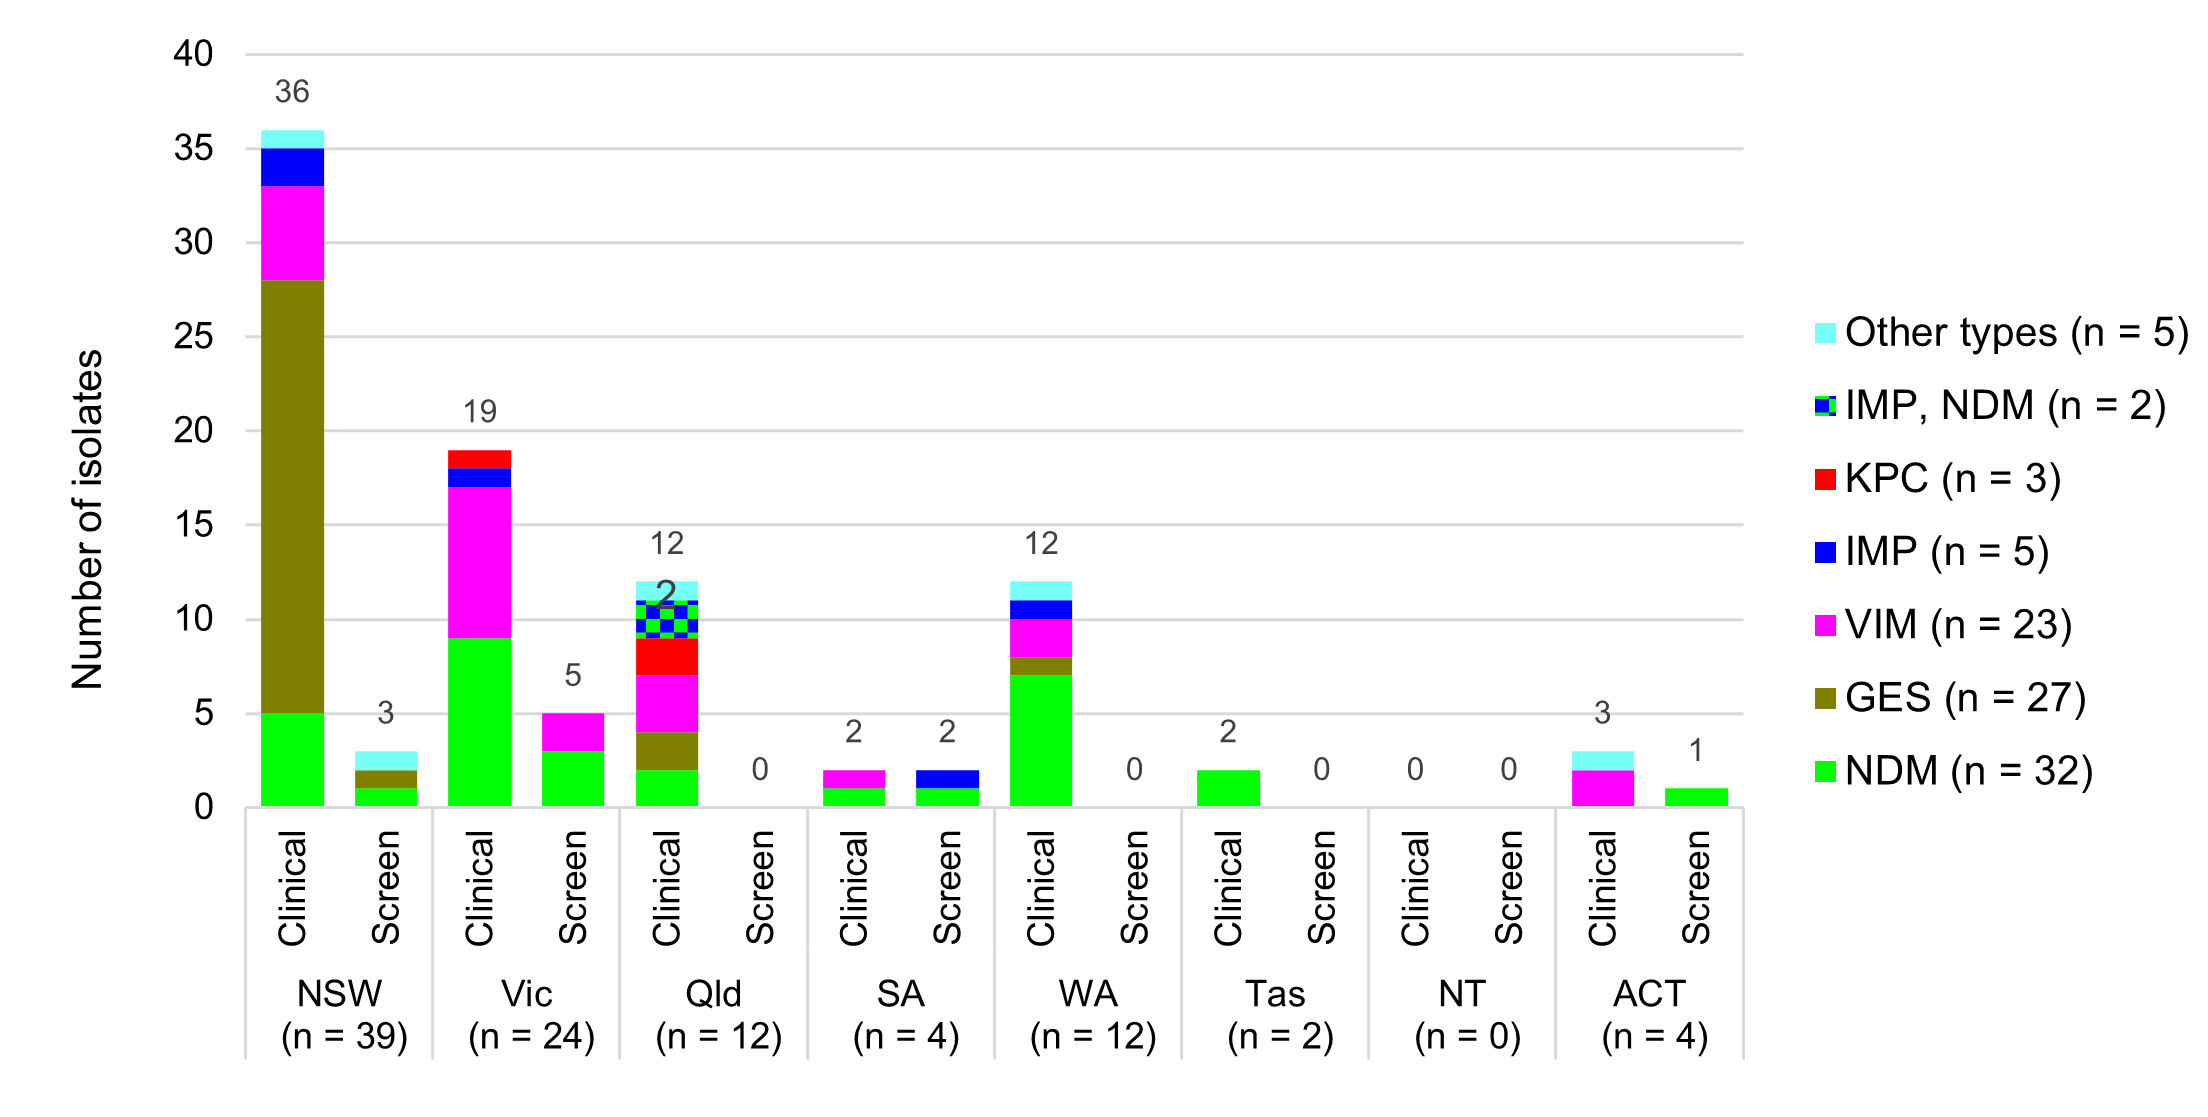 40
35
30
25
20
15
10
5
0
Number of isolates
36
3
19
5
12
2
0
2
2
12
0
2
0
0
0
3
1
Clinical
Screen
Clinical
Screen
Clinical
Screen
Clinical
Screen
Clinical
Screen
Clinical
Screen
Clinical
Screen
Clinical
Screen
NSW
(n = 39)
Vic
(n = 24)
Qld
(n = 12)
SA
(n = 4)
WA
(n = 12)
Tas
(n = 2)
NT
(n = 0)
ACT
(n = 4)
Other types (n = 5)
IMP, NDM (n = 2)
KPC (n = 3)
IMP (n = 5)
VIM (n = 23)
GES (n = 27)
NDM (n = 32)